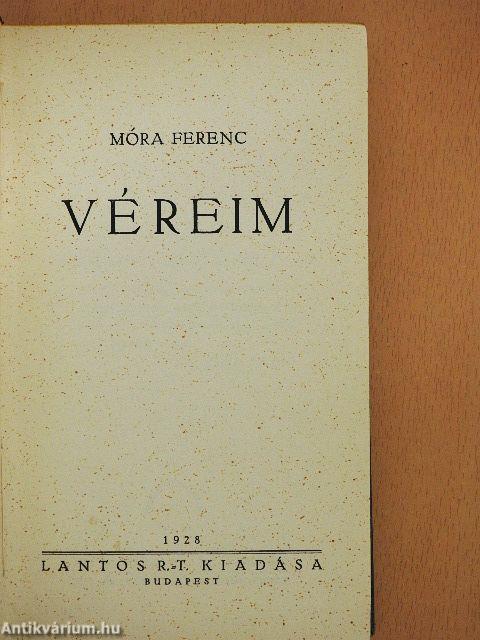 MÓRA FERENC
VÉREIM
1928
LANTOS R.-T. KIADÁSA
BUDAPEST
Antikvárium.hu